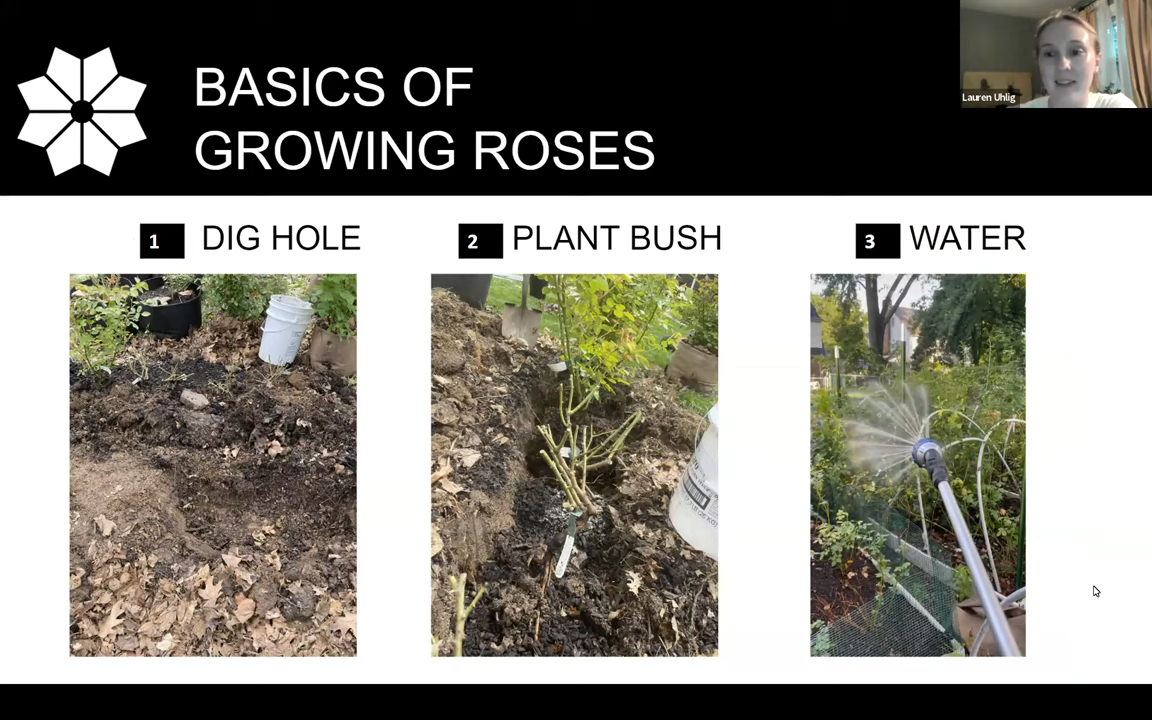 BASICS OF
GROWING ROSES
Lauren Uhlig
1 DIG HOLE
2 PLANT BUSH
3 WATER